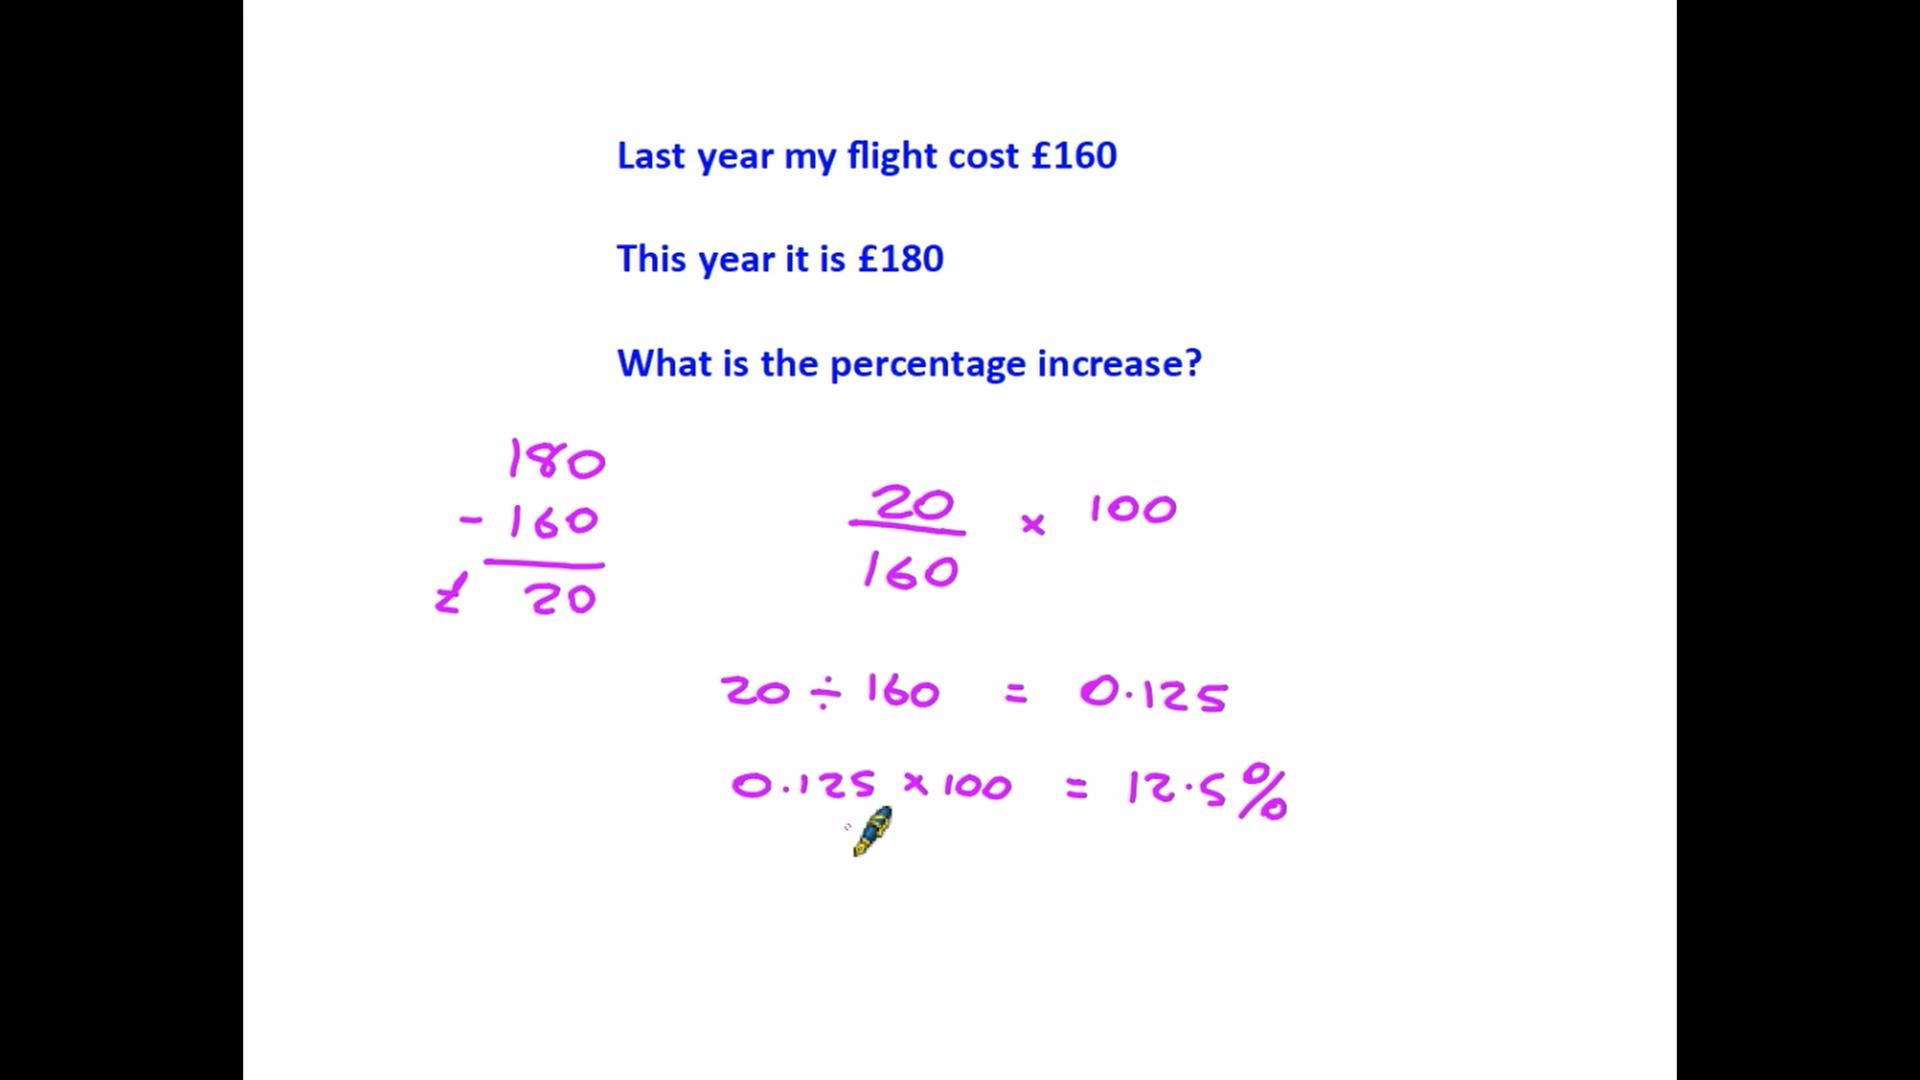 Last year my flight cost £160
This year it is £180
What is the percentage increase?
180
- 160
£ 20
20
160
× 100
20 ÷ 160 = 0.125
0.125 × 100 = 12.5%